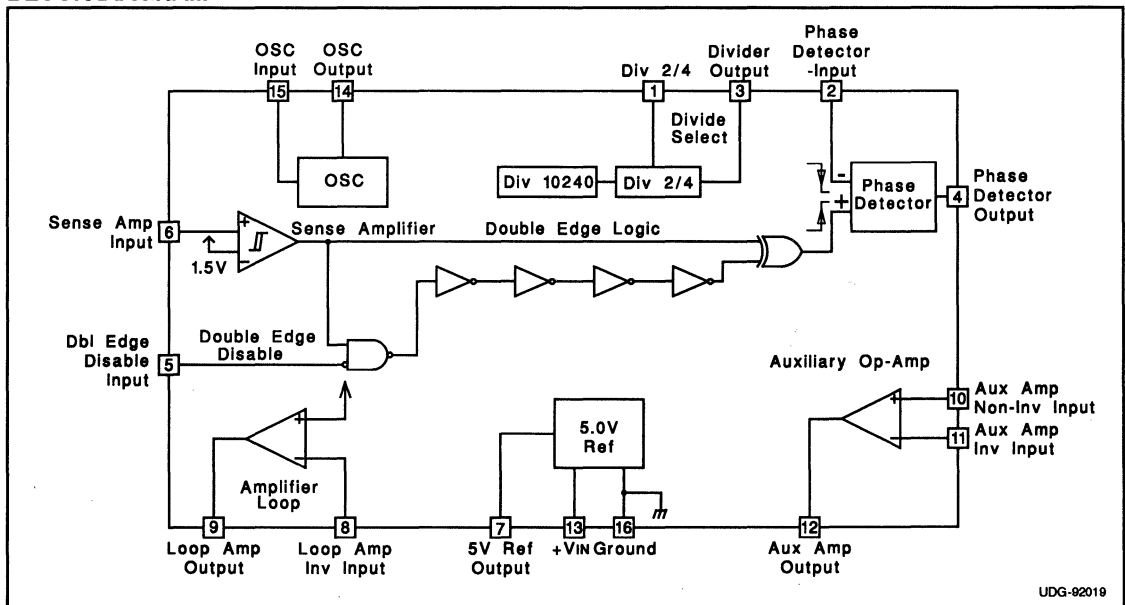 OSC Input
OSC Output
Div 2/4
Divider Output
Phase Detector -Input
15
14
1
3
2
Divide Select
OSC
Div 10240
Div 2/4
-
+
Phase Detector
4
Phase Detector Output
Sense Amp Input
6
+
-
1.5V
Sense Amplifier
Double Edge Logic
Dbl Edge Disable Input
5
Double Edge Disable
Auxiliary Op-Amp
+
-
10
Aux Amp Non-Inv Input
11
Aux Amp Inv Input
+
-
Amplifier Loop
5.0V Ref
9
8
7
13
16
12
Loop Amp Output
Loop Amp Inv Input
5V Ref Output
+VIN
Ground
Aux Amp Output
UDG-92019